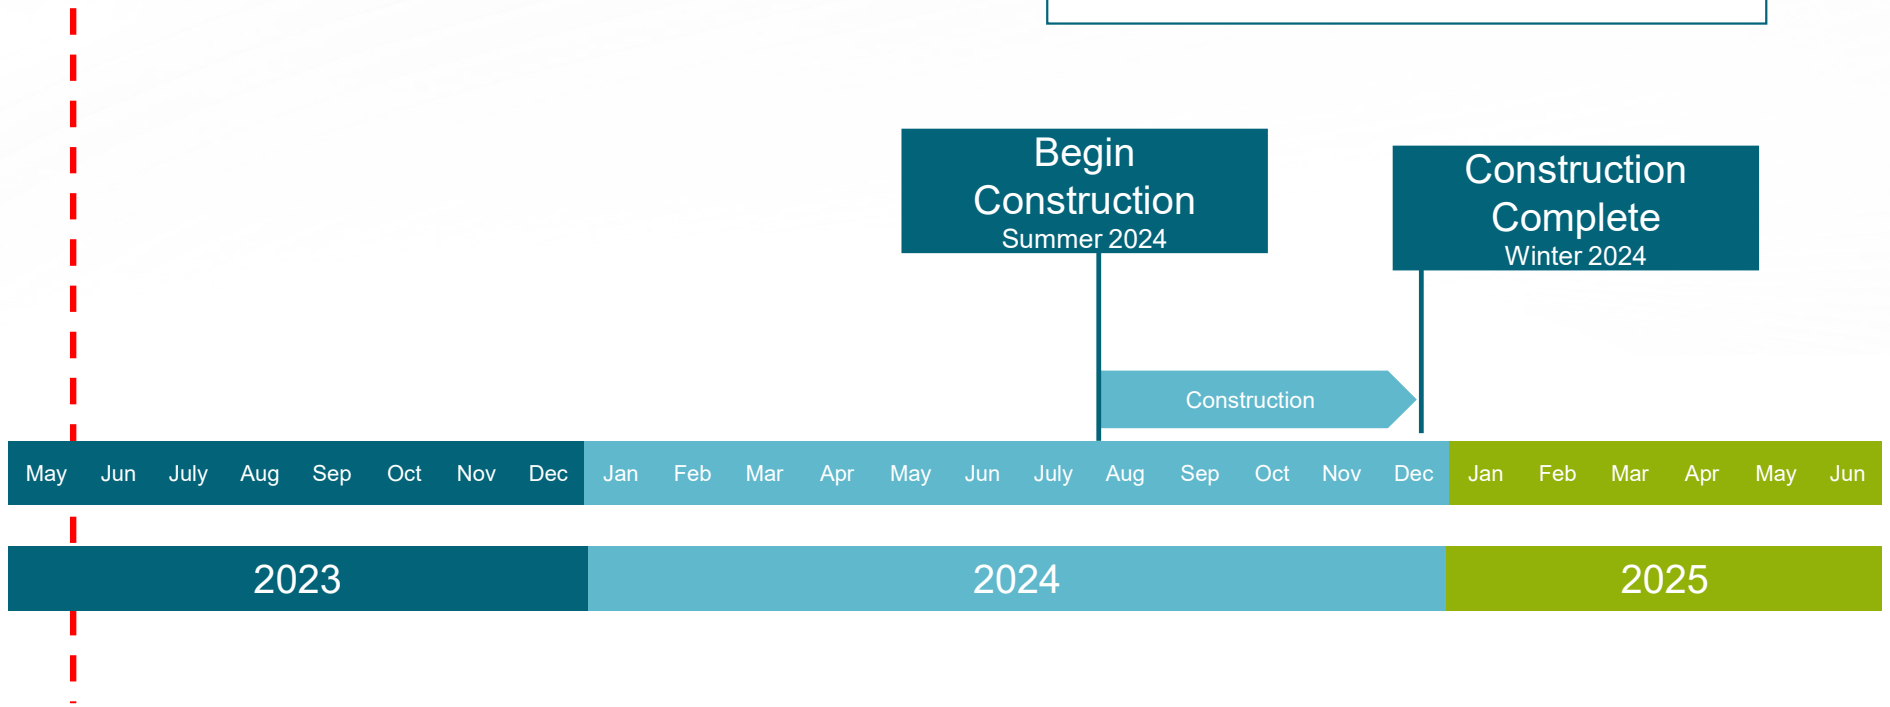 Begin
Construction
Summer 2024
Construction
Complete
Winter 2024
Construction
May Jun July Aug Sep Oct Nov Dec Jan Feb Mar Apr May Jun July Aug Sep Oct Nov Dec Jan Feb Mar Apr May Jun
2023 2024 2025